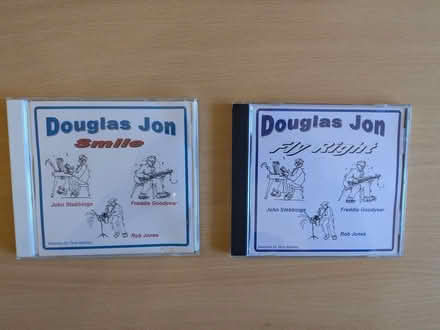 Douglas Jon
Smile
John Stebbings
Freddie Goodyear
Rob Jones
Douglas Jon
Fly Right
John Stebbings
Freddie Goodyear
Rob Jones